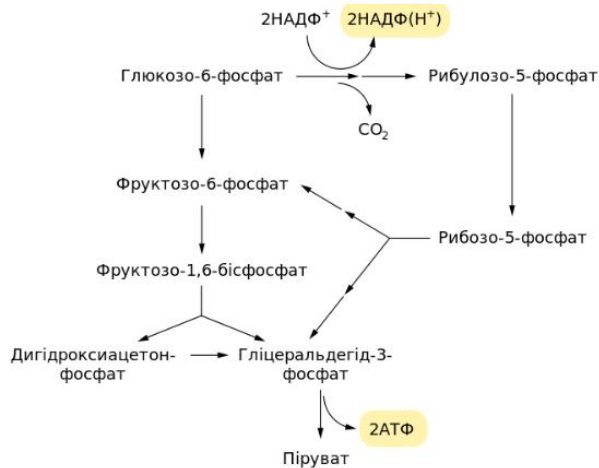 2НАДФ⁺ 2НАДФ(H⁺)
Глюкозо-6-фосфат Рибулозо-5-фосфат
CO₂
Фруктозо-6-фосфат
Рибозо-5-фосфат
Фруктозо-1,6-бісфосфат
Дигідроксиацетон-
фосфат
Гліцеральдегід-3-
фосфат
2АТФ
Піруват